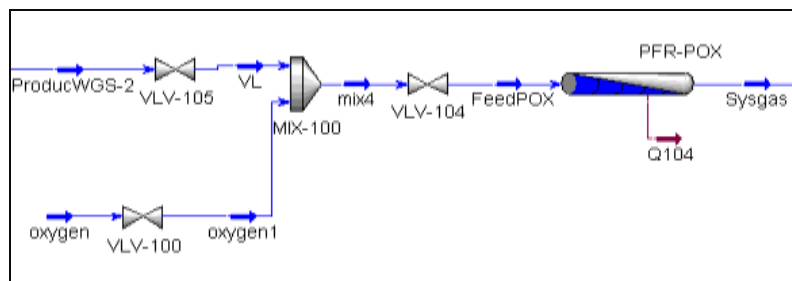 PFR-POX
ProducWGS-2
VLV-105
VL
MIX-100
mix4
VLV-104
FeedPOX
Sysgas
Q104
oxygen
VLV-100
oxygen1